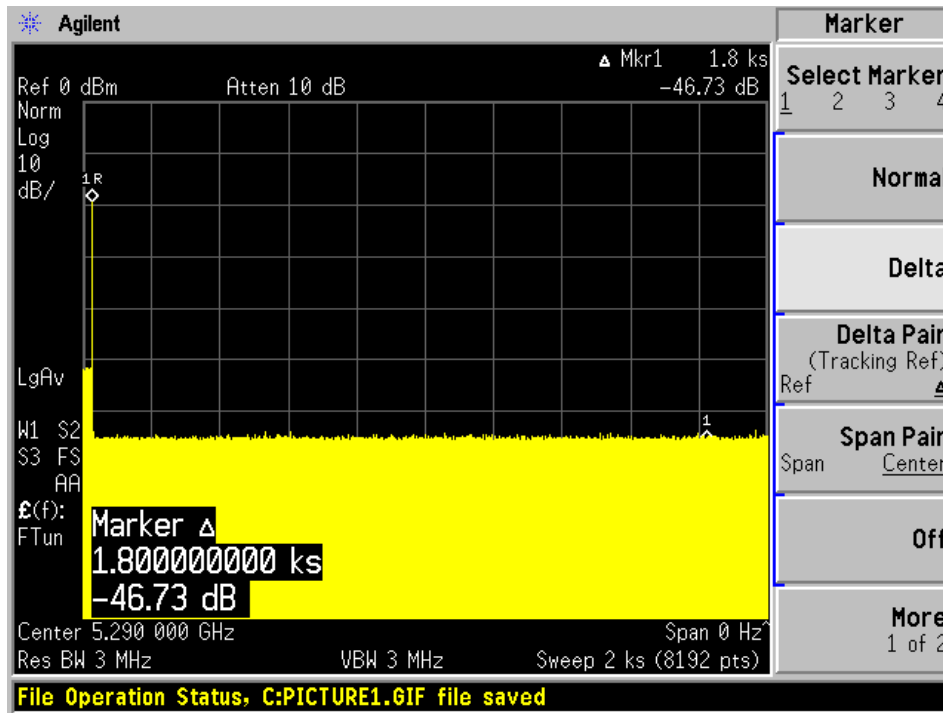 Agilent
Marker
Δ Mkr1 1.8 ks
Ref 0 dBm Atten 10 dB -46.73 dB
Norm
Log
10
dB/
1R
LgAv
1
W1 S2
S3 FS
AA
£(f):
FTun
Marker Δ
1.800000000 ks
-46.73 dB
Center 5.290 000 GHz Span 0 Hz^
Res BW 3 MHz VBW 3 MHz Sweep 2 ks (8192 pts)
File Operation Status, C:PICTURE1.GIF file saved
Select Marker
1 2 3 4
Norma
Delta
Delta Pair
(Tracking Ref)
Ref Δ
Span Pair
Span Center
Off
More
1 of 2